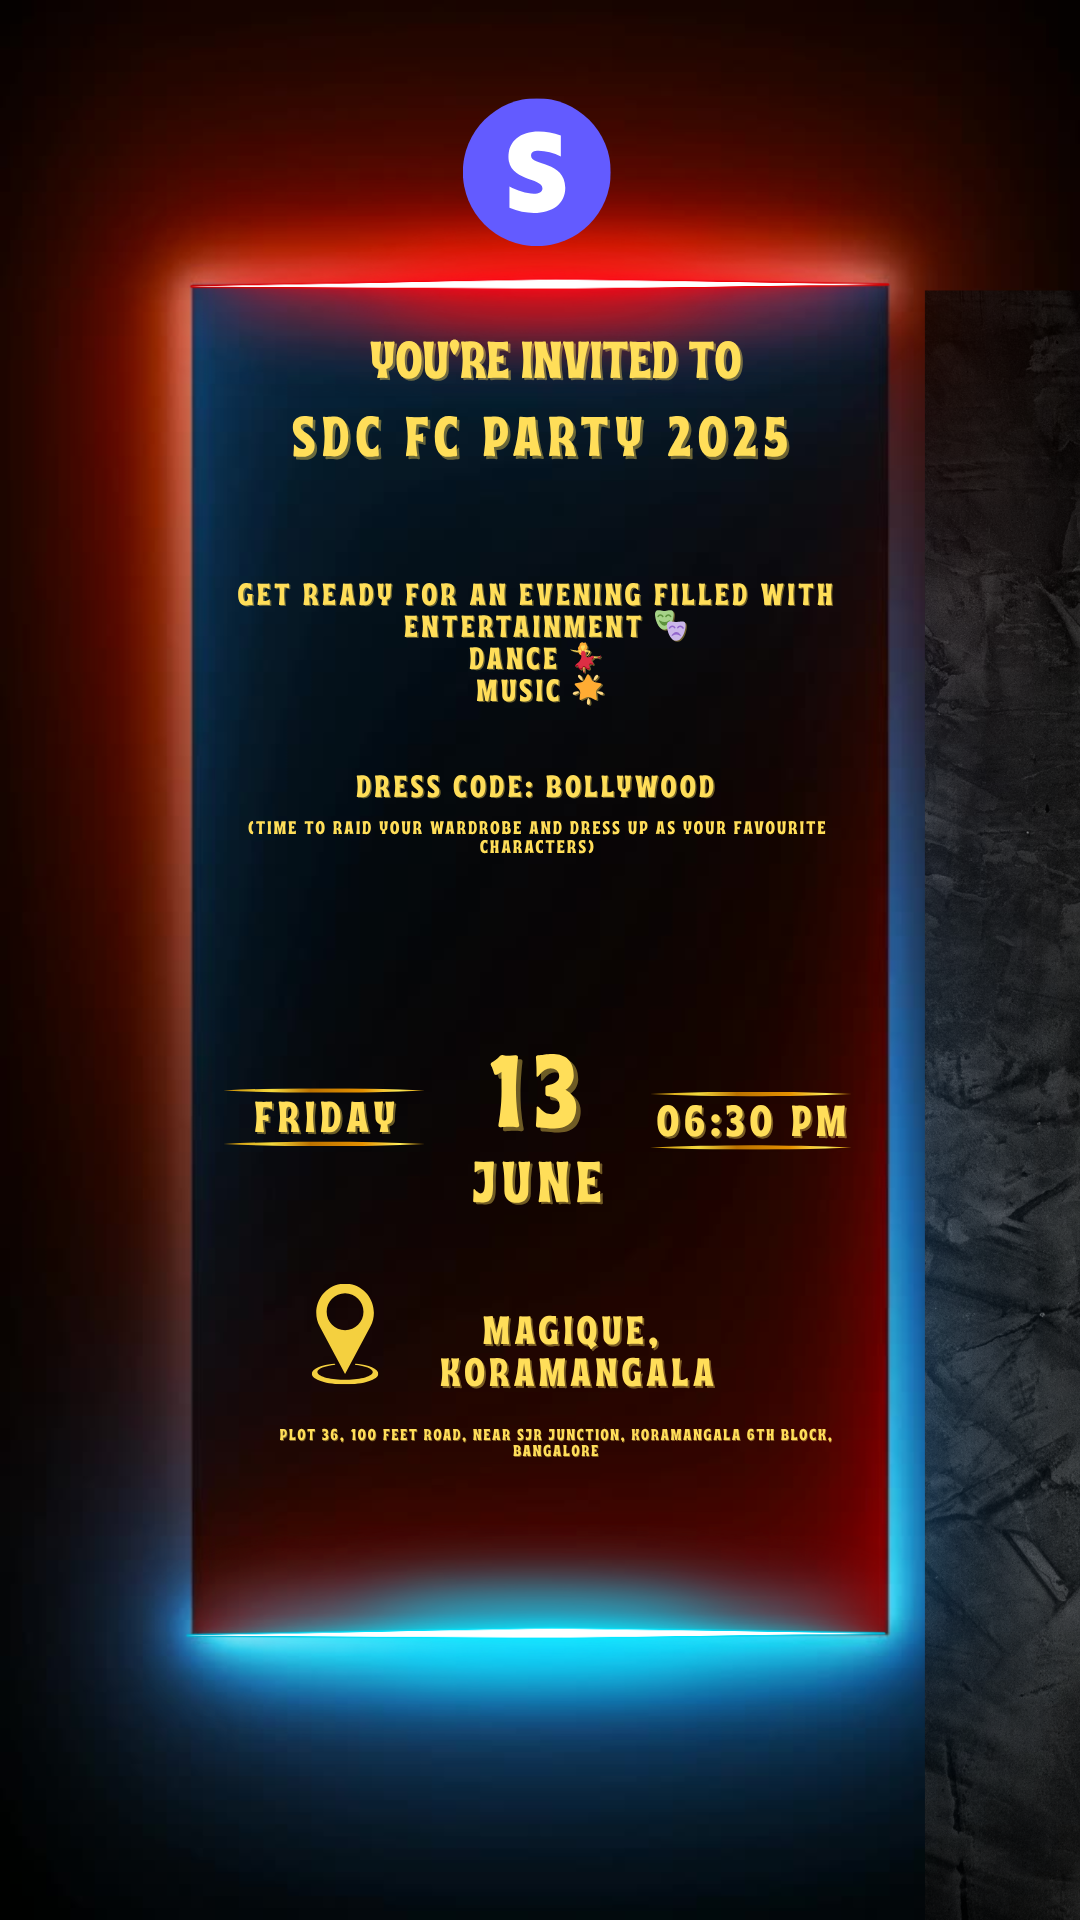 S
YOU'RE INVITED TO
SDC FC PARTY 2025
GET READY FOR AN EVENING FILLED WITH
ENTERTAINMENT 🎭
DANCE 💃
MUSIC 🌟
DRESS CODE: BOLLYWOOD
(TIME TO RAID YOUR WARDROBE AND DRESS UP AS YOUR FAVOURITE
CHARACTERS)
FRIDAY
13
JUNE
06:30 PM
MAGIQUE,
KORAMANGALA
PLOT 36, 100 FEET ROAD, NEAR SJR JUNCTION, KORAMANGALA 6TH BLOCK,
BANGALORE